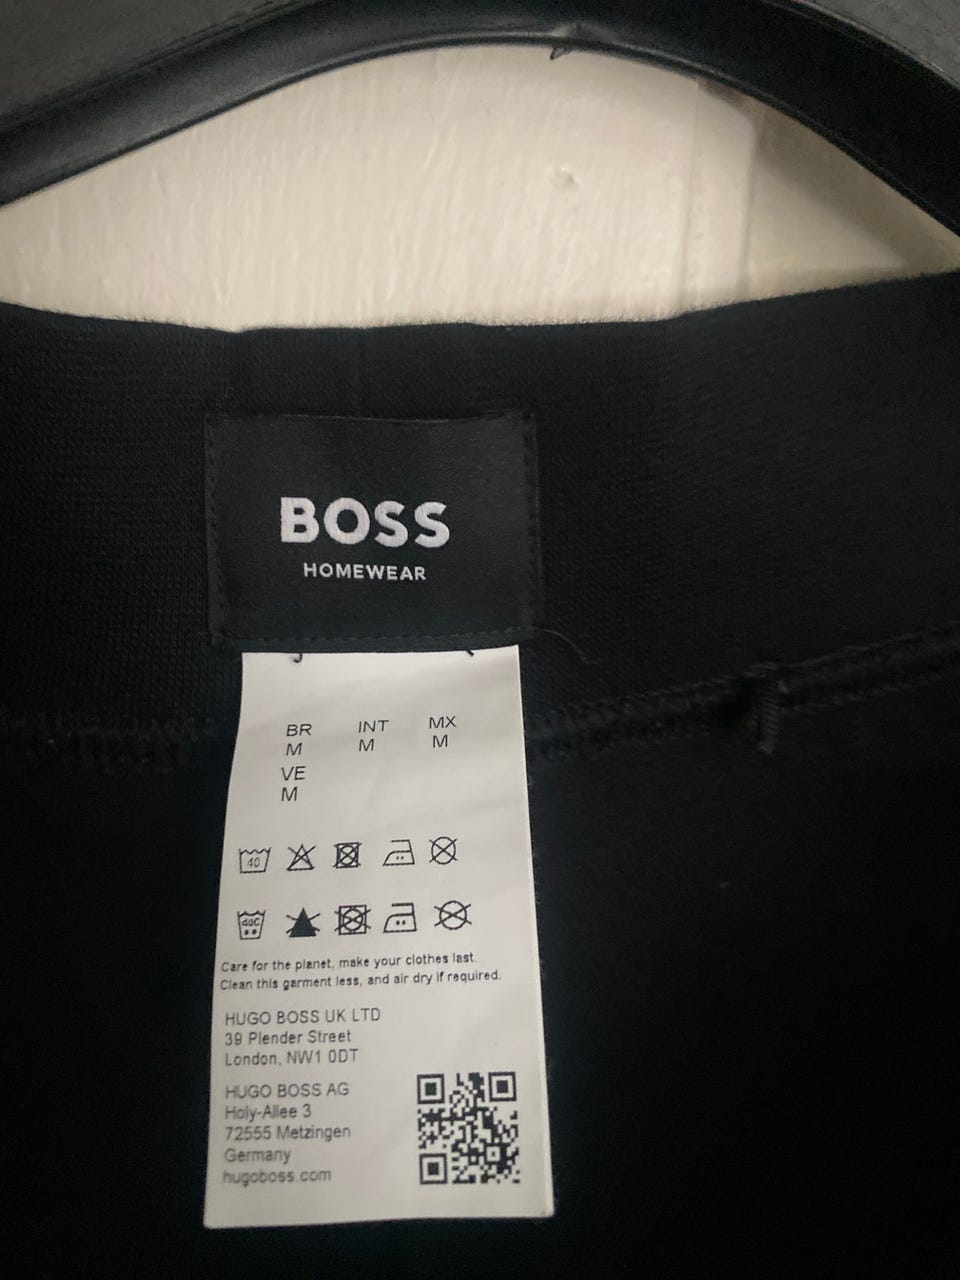 BOSS
HOMEWEAR
BR INT MX
M M M
VE
M
40
40C
Care for the planet, make your clothes last.
Clean this garment less, and air dry if required.
HUGO BOSS UK LTD
39 Plender Street
London, NW1 0DT
HUGO BOSS AG
Holy-Allee 3
72555 Metzingen
Germany
hugoboss.com